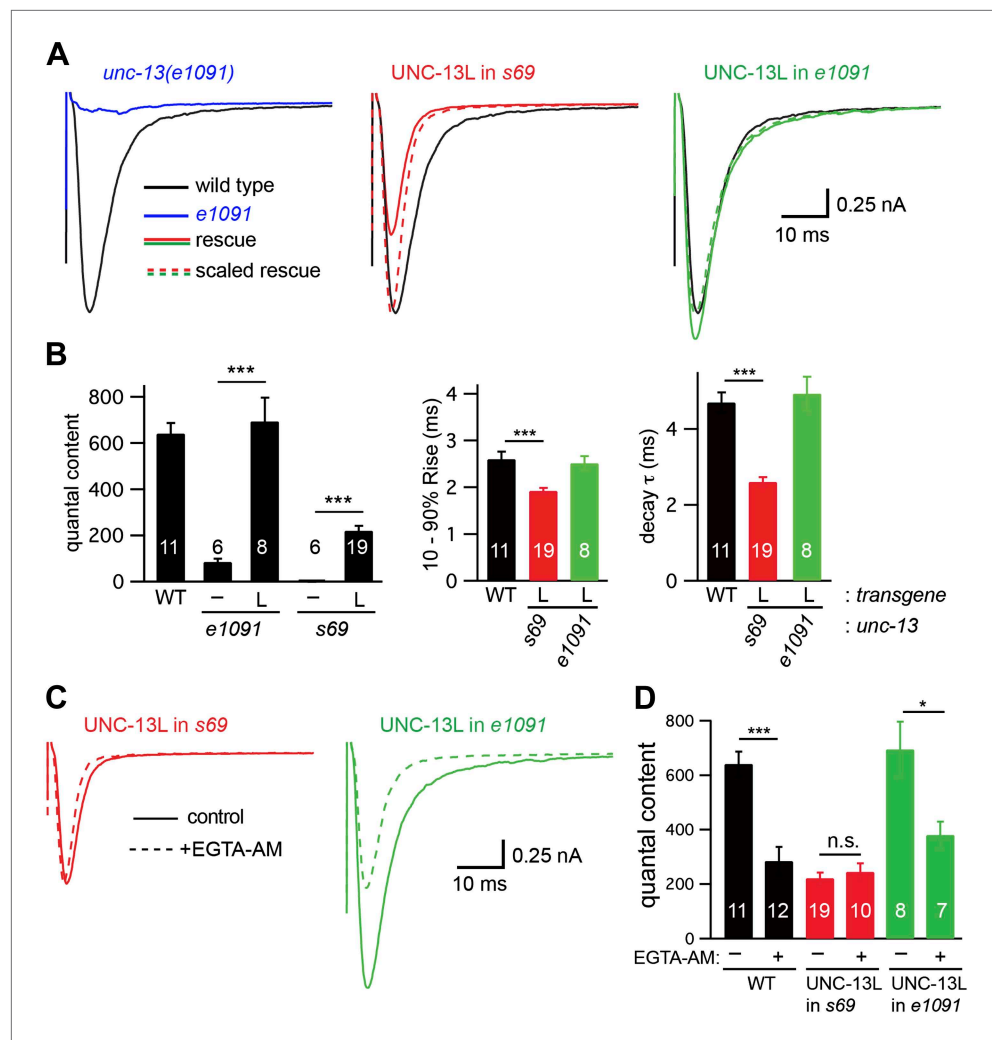 A
unc-13(e1091)
UNC-13L in s69
UNC-13L in e1091
wild type
e1091
rescue
scaled rescue
0.25 nA
10 ms
B
quantal content
800
600
400
200
0
***
***
11
6
8
6
19
WT
–
L
–
L
e1091
s69
10 - 90% Rise (ms)
4
3
2
1
0
***
11
19
8
WT
L
L
s69
e1091
decay τ (ms)
4
2
0
***
11
19
8
WT
L
L
: transgene
s69
e1091
: unc-13
C
UNC-13L in s69
UNC-13L in e1091
control
+EGTA-AM
0.25 nA
10 ms
D
quantal content
800
600
400
200
0
***
n.s.
*
11
12
19
10
8
7
EGTA-AM: – + – + – +
WT
UNC-13L
in s69
UNC-13L
in e1091